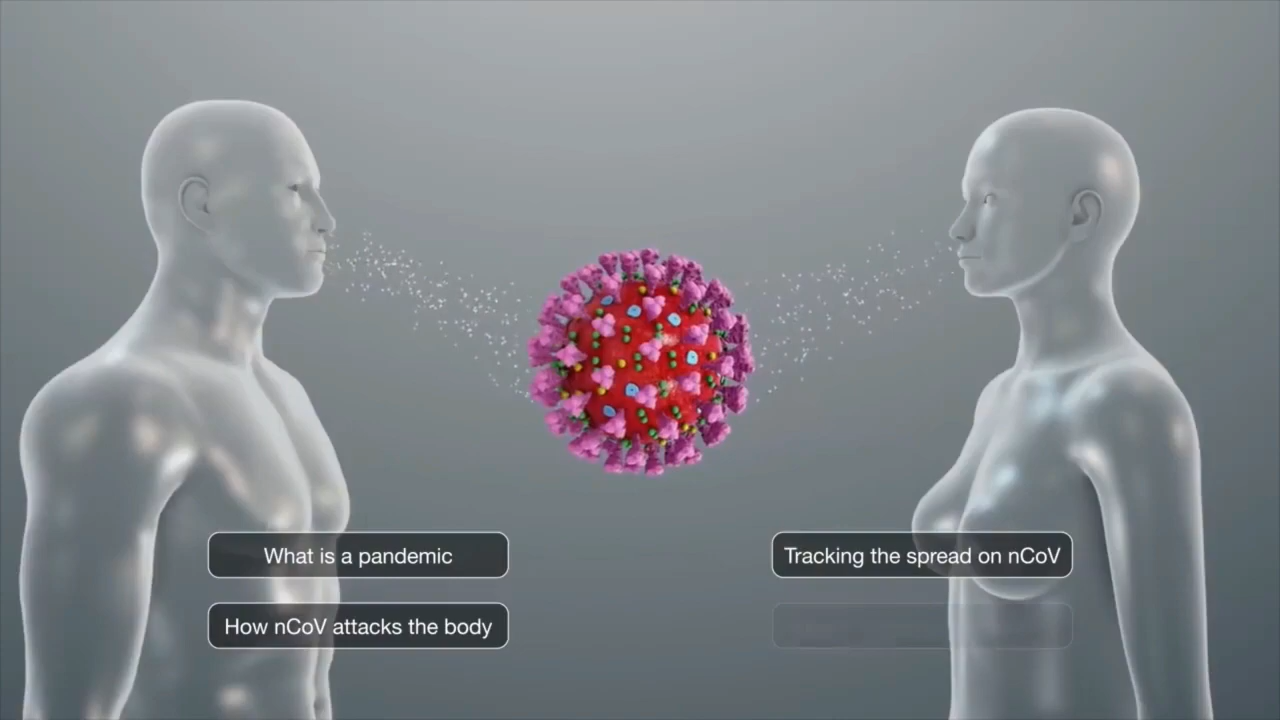 What is a pandemic
Tracking the spread on nCoV
How nCoV attacks the body